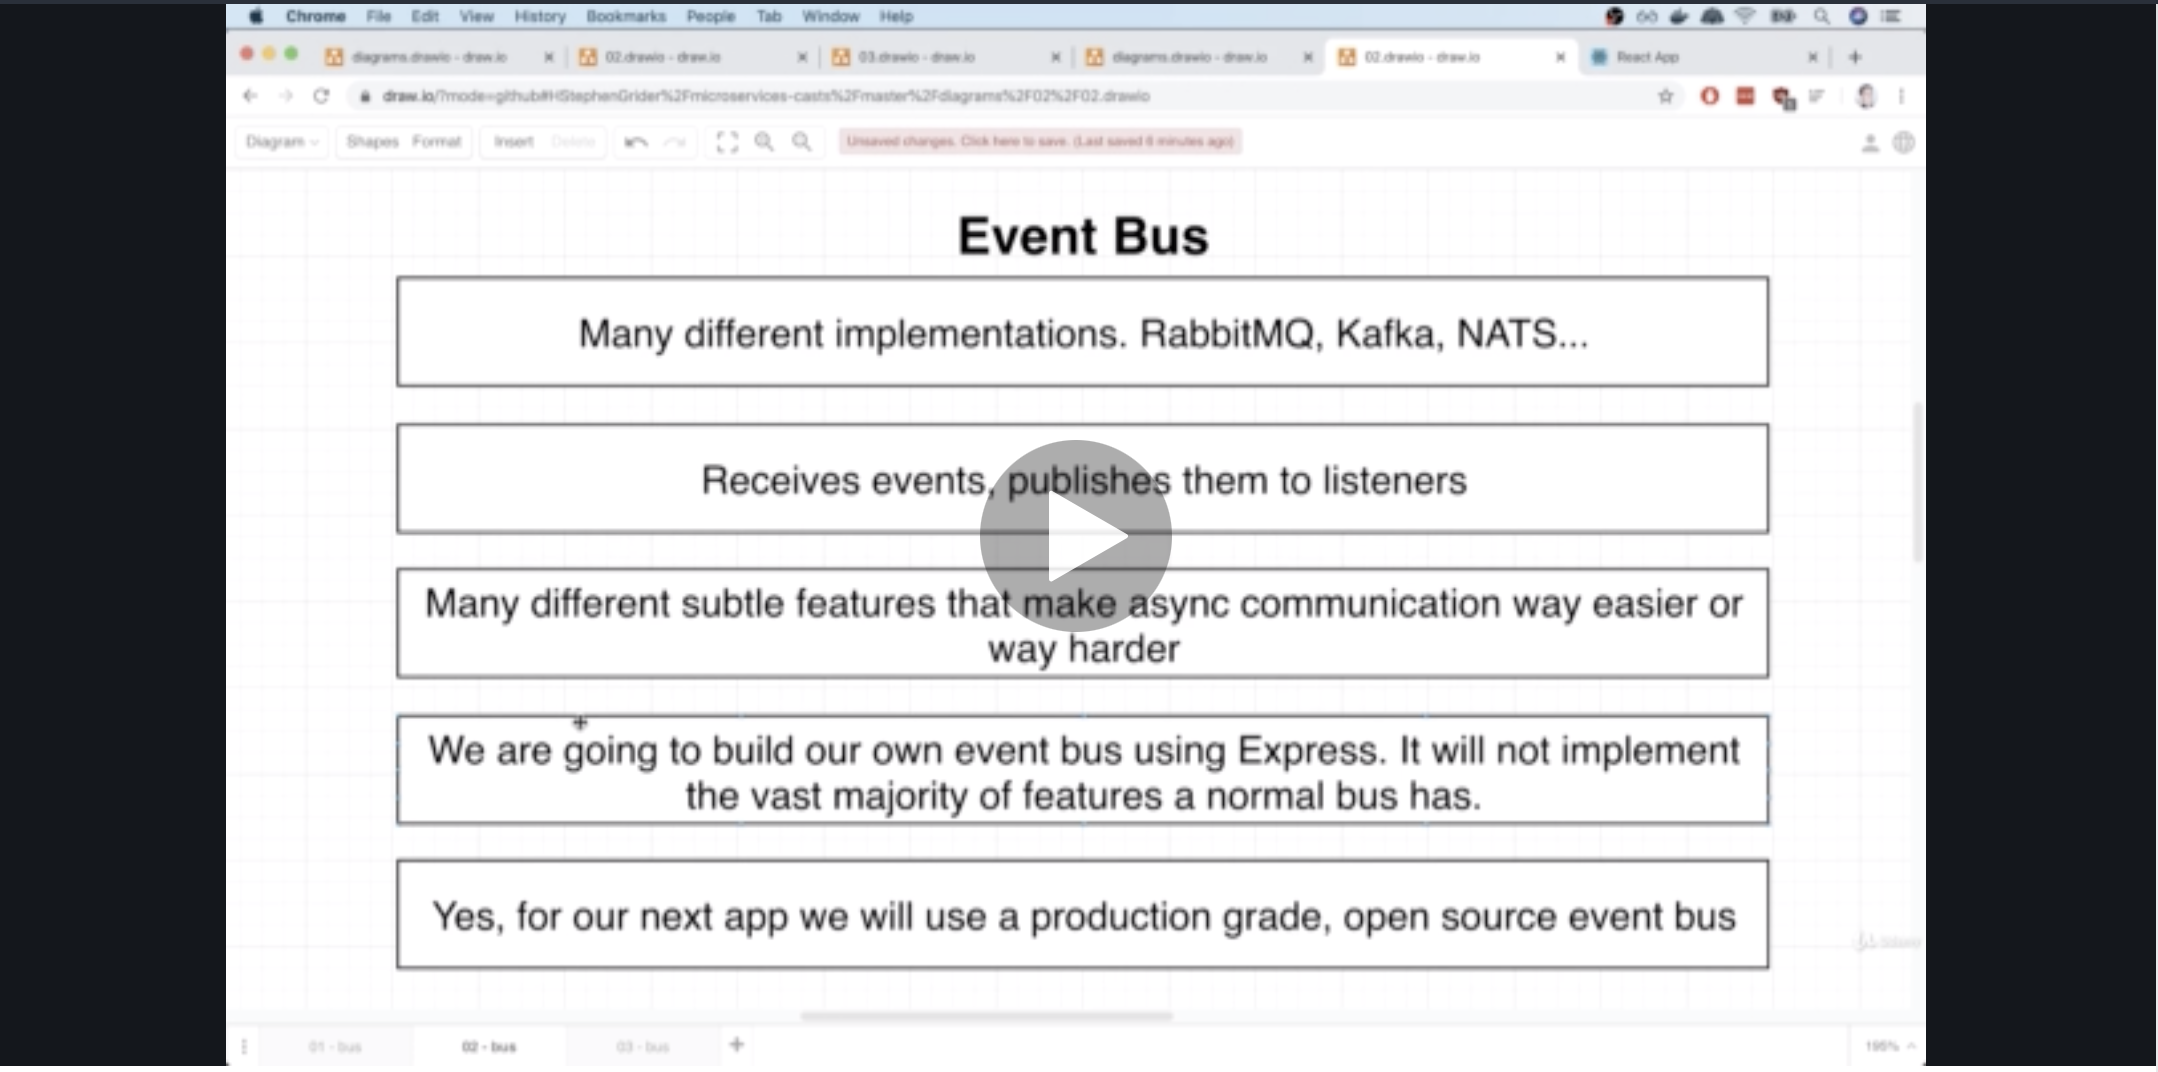 Chrome File Edit View History Bookmarks People Tab Window Help
diagrams.drawio - draw.io 02.drawio - draw.io 03.drawio - draw.io diagrams.drawio - draw.io 02.drawio - draw.io React App
draw.io/?mode=github#HStephenGrider%2Fmicroservices-casts%2Fmaster%2Fdiagrams%2F02%2F02.drawio
Diagram Shapes Format Insert Delete Unsaved changes. Click here to save. (Last saved 6 minutes ago)
Event Bus
Many different implementations. RabbitMQ, Kafka, NATS...
Receives events, publishes them to listeners
Many different subtle features that make async communication way easier or
way harder
We are going to build our own event bus using Express. It will not implement
the vast majority of features a normal bus has.
Yes, for our next app we will use a production grade, open source event bus
01 - bus 02 - bus 03 - bus 195%